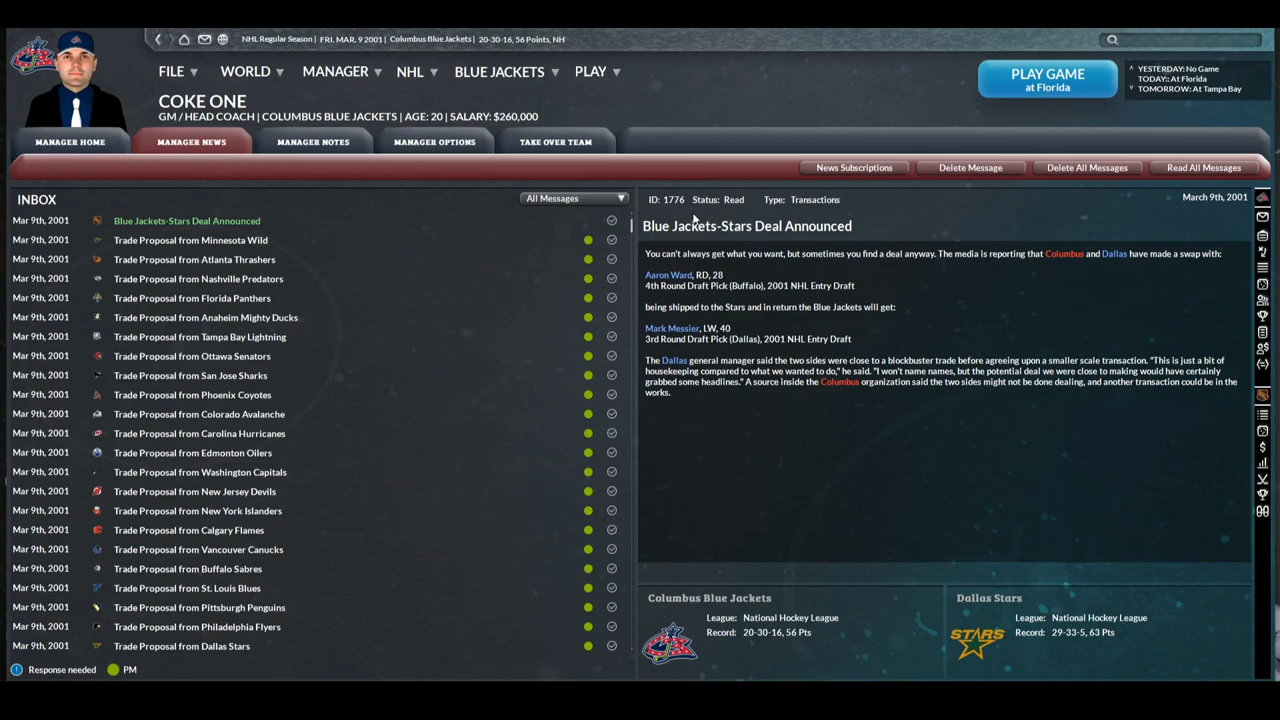 NHL Regular Season | FRI. MAR. 9 2001 | Columbus Blue Jackets | 20-30-16, 56 Points, NH
FILE WORLD MANAGER NHL BLUE JACKETS PLAY
PLAY GAME
at Florida
YESTERDAY: No Game
TODAY:: At Florida
TOMORROW: At Tampa Bay
COKE ONE
GM / HEAD COACH | COLUMBUS BLUE JACKETS | AGE: 20 | SALARY: $260,000
MANAGER HOME MANAGER NEWS MANAGER NOTES MANAGER OPTIONS TAKE OVER TEAM
News Subscriptions Delete Message Delete All Messages Read All Messages
INBOX All Messages
Mar 9th, 2001 Blue Jackets-Stars Deal Announced
Mar 9th, 2001 Trade Proposal from Minnesota Wild
Mar 9th, 2001 Trade Proposal from Atlanta Thrashers
Mar 9th, 2001 Trade Proposal from Nashville Predators
Mar 9th, 2001 Trade Proposal from Florida Panthers
Mar 9th, 2001 Trade Proposal from Anaheim Mighty Ducks
Mar 9th, 2001 Trade Proposal from Tampa Bay Lightning
Mar 9th, 2001 Trade Proposal from Ottawa Senators
Mar 9th, 2001 Trade Proposal from San Jose Sharks
Mar 9th, 2001 Trade Proposal from Phoenix Coyotes
Mar 9th, 2001 Trade Proposal from Colorado Avalanche
Mar 9th, 2001 Trade Proposal from Carolina Hurricanes
Mar 9th, 2001 Trade Proposal from Edmonton Oilers
Mar 9th, 2001 Trade Proposal from Washington Capitals
Mar 9th, 2001 Trade Proposal from New Jersey Devils
Mar 9th, 2001 Trade Proposal from New York Islanders
Mar 9th, 2001 Trade Proposal from Calgary Flames
Mar 9th, 2001 Trade Proposal from Vancouver Canucks
Mar 9th, 2001 Trade Proposal from Buffalo Sabres
Mar 9th, 2001 Trade Proposal from St. Louis Blues
Mar 9th, 2001 Trade Proposal from Pittsburgh Penguins
Mar 9th, 2001 Trade Proposal from Philadelphia Flyers
Mar 9th, 2001 Trade Proposal from Dallas Stars
Response needed PM
ID: 1776 Status: Read Type: Transactions March 9th, 2001
Blue Jackets-Stars Deal Announced
You can't always get what you want, but sometimes you find a deal anyway. The media is reporting that Columbus and Dallas have made a swap with:
Aaron Ward, RD, 28
4th Round Draft Pick (Buffalo), 2001 NHL Entry Draft
being shipped to the Stars and in return the Blue Jackets will get:
Mark Messier, LW, 40
3rd Round Draft Pick (Dallas), 2001 NHL Entry Draft
The Dallas general manager said the two sides were close to a blockbuster trade before agreeing upon a smaller scale transaction. "This is just a bit of
housekeeping compared to what we wanted to do," he said. "I won't name names, but the potential deal we were close to making would have certainly
grabbed some headlines." A source inside the Columbus organization said the two sides might not be done dealing, and another transaction could be in the
works.
Columbus Blue Jackets
League: National Hockey League
Record: 20-30-16, 56 Pts
Dallas Stars
League: National Hockey League
Record: 29-33-5, 63 Pts
STARS